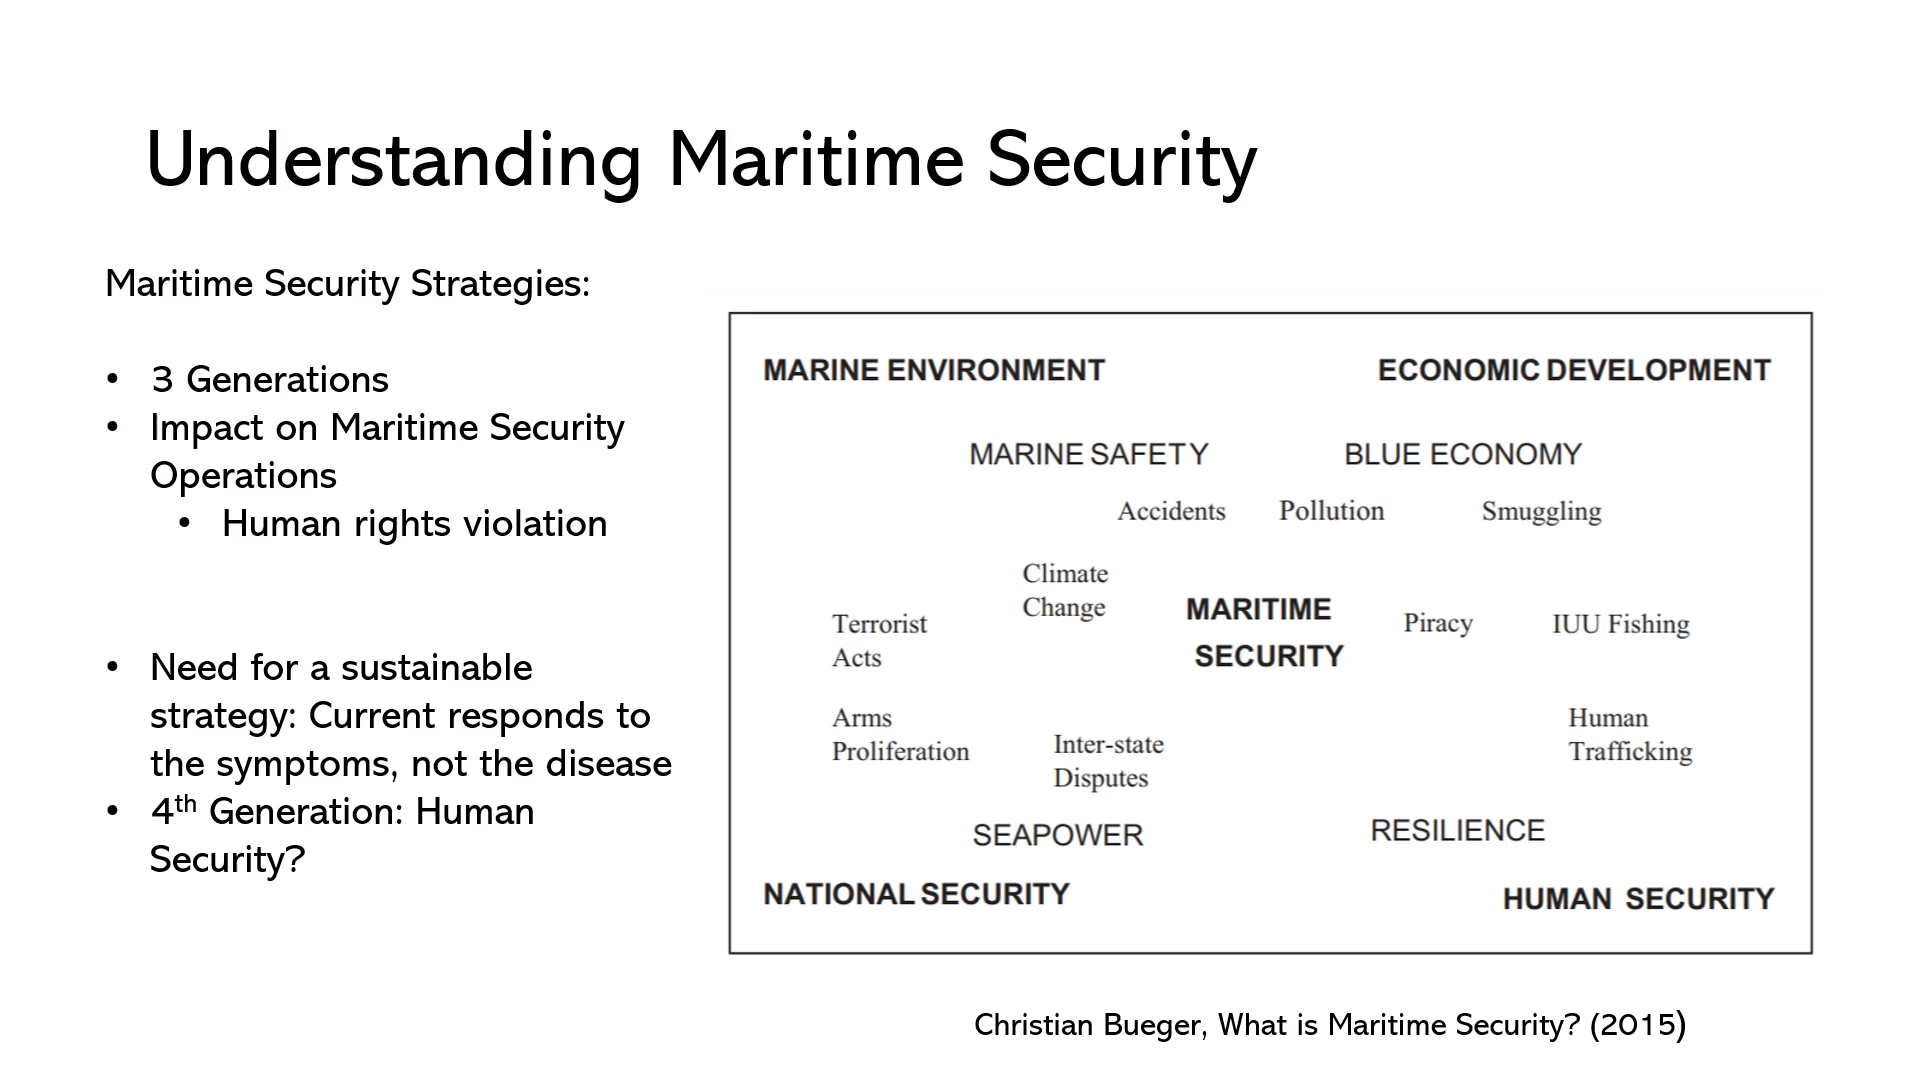 Understanding Maritime Security
Maritime Security Strategies:
• 3 Generations
• Impact on Maritime Security
Operations
• Human rights violation
• Need for a sustainable
strategy: Current responds to
the symptoms, not the disease
• 4th Generation: Human
Security?
MARINE ENVIRONMENT ECONOMIC DEVELOPMENT
MARINE SAFETY BLUE ECONOMY
Accidents Pollution Smuggling
Climate
Change
Terrorist
Acts
MARITIME
SECURITY
Piracy IUU Fishing
Arms
Proliferation
Inter-state
Disputes
Human
Trafficking
SEAPOWER RESILIENCE
NATIONAL SECURITY HUMAN SECURITY
Christian Bueger, What is Maritime Security? (2015)